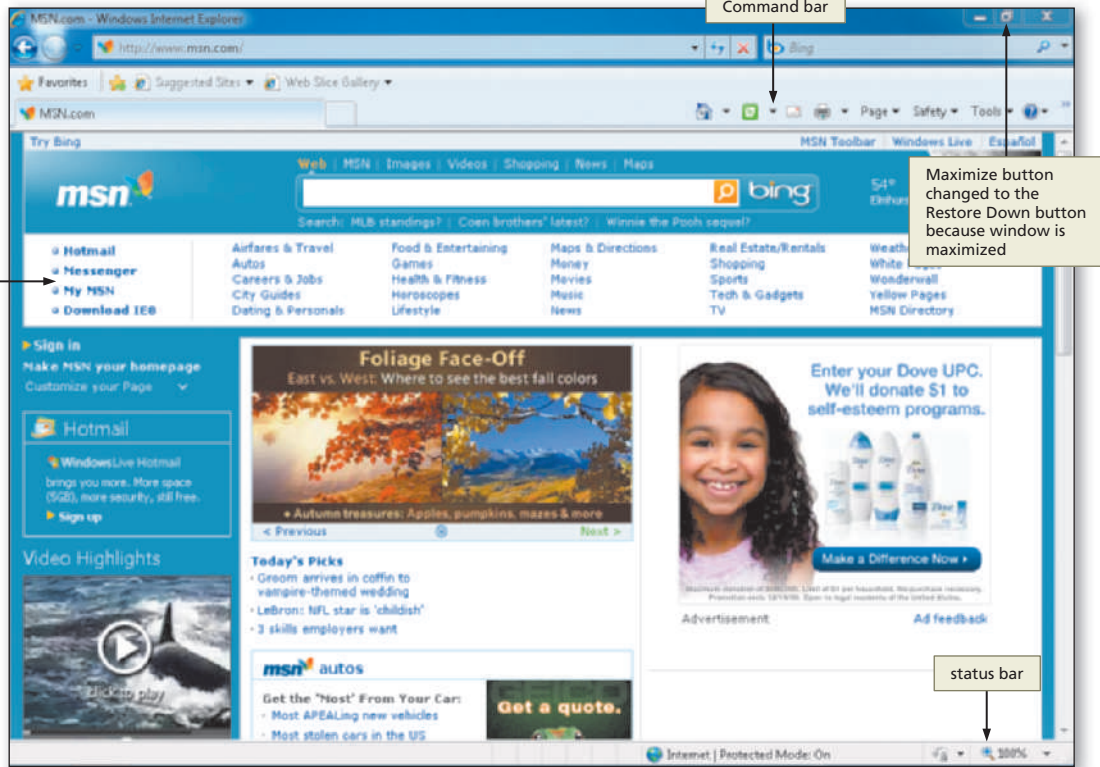 Command bar
MSN.com - Windows Internet Explorer
http://www.msn.com/
Bing
Favorites
Suggested Sites
Web Slice Gallery
MSN.com
Page
Safety
Tools
Try Bing
MSN Toolbar
Windows Live
Español
Web | MSN | Images | Videos | Shopping | News | Maps
msn
bing
54°
Search: MLB standings? | Coen brothers' latest? | Winnie the Pooh sequel?
Maximize button
changed to the
Restore Down button
because window is
maximized
Hotmail
Messenger
My MSN
Download IE8
Airfares & Travel
Autos
Careers & Jobs
City Guides
Dating & Personals
Food & Entertaining
Games
Health & Fitness
Horoscopes
Lifestyle
Maps & Directions
Money
Movies
Music
News
Real Estate/Rentals
Shopping
Sports
Tech & Gadgets
TV
White Pages
Wonderwall
Yellow Pages
MSN Directory
Sign in
Make MSN your homepage
Customize your Page
Hotmail
WindowsLive Hotmail
brings you more. More space
(5GB), more security, still free.
Sign up
Video Highlights
click to play
Foliage Face-Off
East vs. West: Where to see the best fall colors
Autumn treasures: Apples, pumpkins, mazes & more
< Previous
Next >
Today's Picks
Groom arrives in coffin to
vampire-themed wedding
LeBron: NFL star is 'childish'
3 skills employers want
msn autos
Get the 'Most' From Your Car:
Most APEALing new vehicles
Most stolen cars in the US
GEICO
Get a quote.
Enter your Dove UPC.
We'll donate $1 to
self-esteem programs.
Dove
Dove
Dove
Make a Difference Now
Advertisement
Ad feedback
status bar
Internet | Protected Mode: On
100%